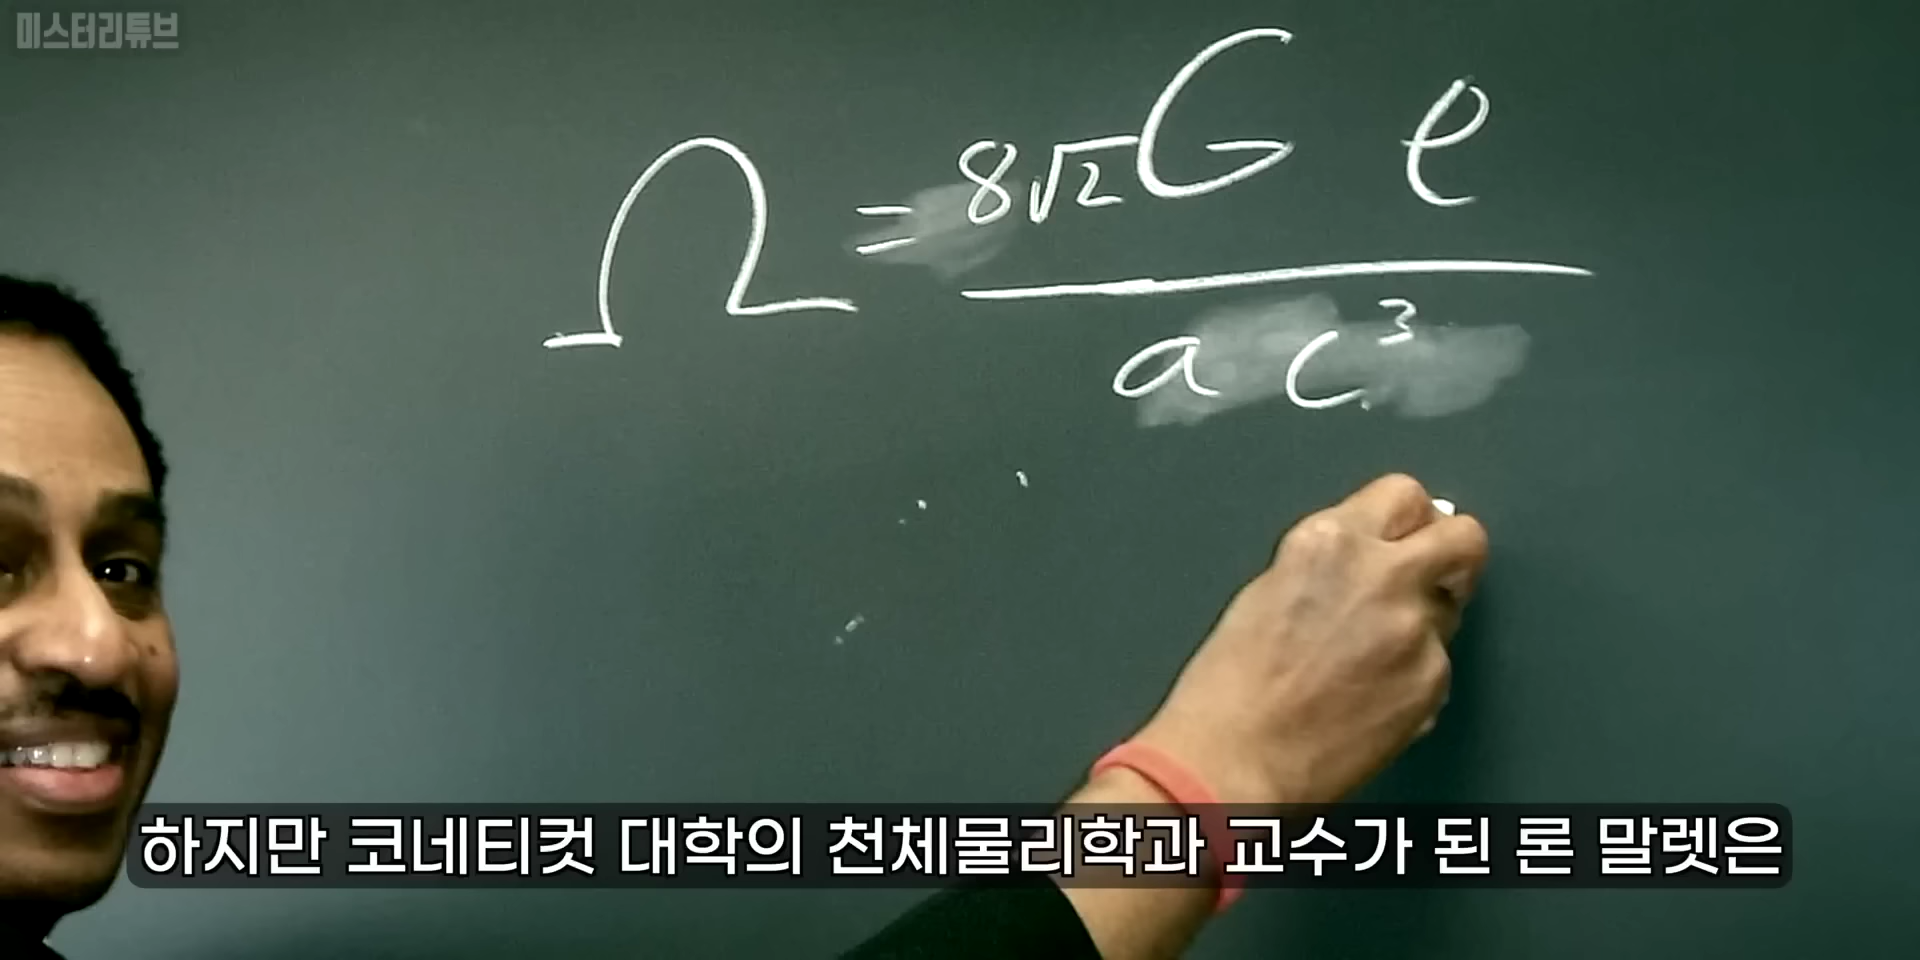 미스터리튜브
Ω = 8√2 G ρ
a c³
하지만 코네티컷 대학의 천체물리학과 교수가 된 론 말렛은